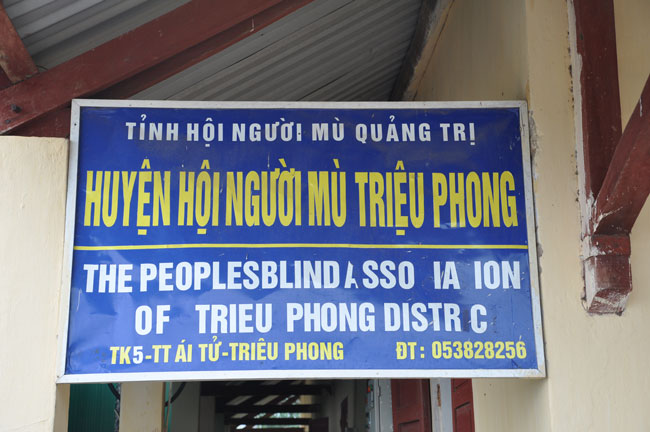 TỈNH HỘI NGƯỜI MÙ QUẢNG TRỊ
HUYỆN HỘI NGƯỜI MÙ TRIỆU PHONG
THE PEOPLESBLIND ASSO IA ION
OF TRIEU PHONG DISTR C
TK5-TT ÁI TỬ-TRIỆU PHONG ĐT: 053828256